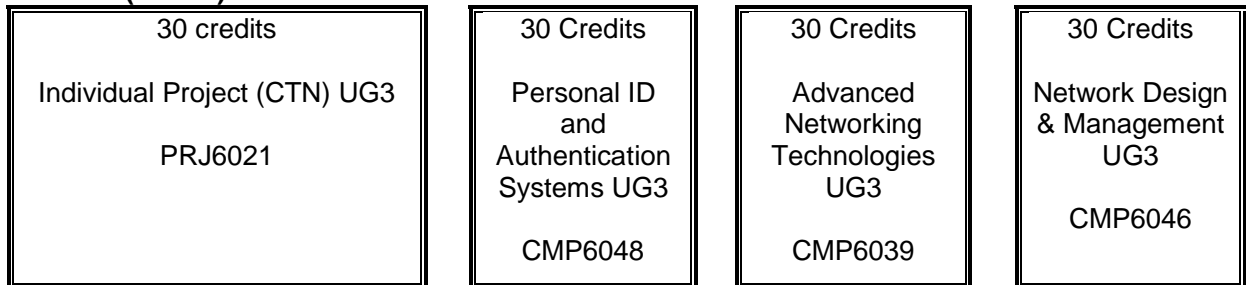 30 credits
Individual Project (CTN) UG3
PRJ6021
30 Credits
Personal ID
and
Authentication
Systems UG3
CMP6048
30 Credits
Advanced
Networking
Technologies
UG3
CMP6039
30 Credits
Network Design
& Management
UG3
CMP6046